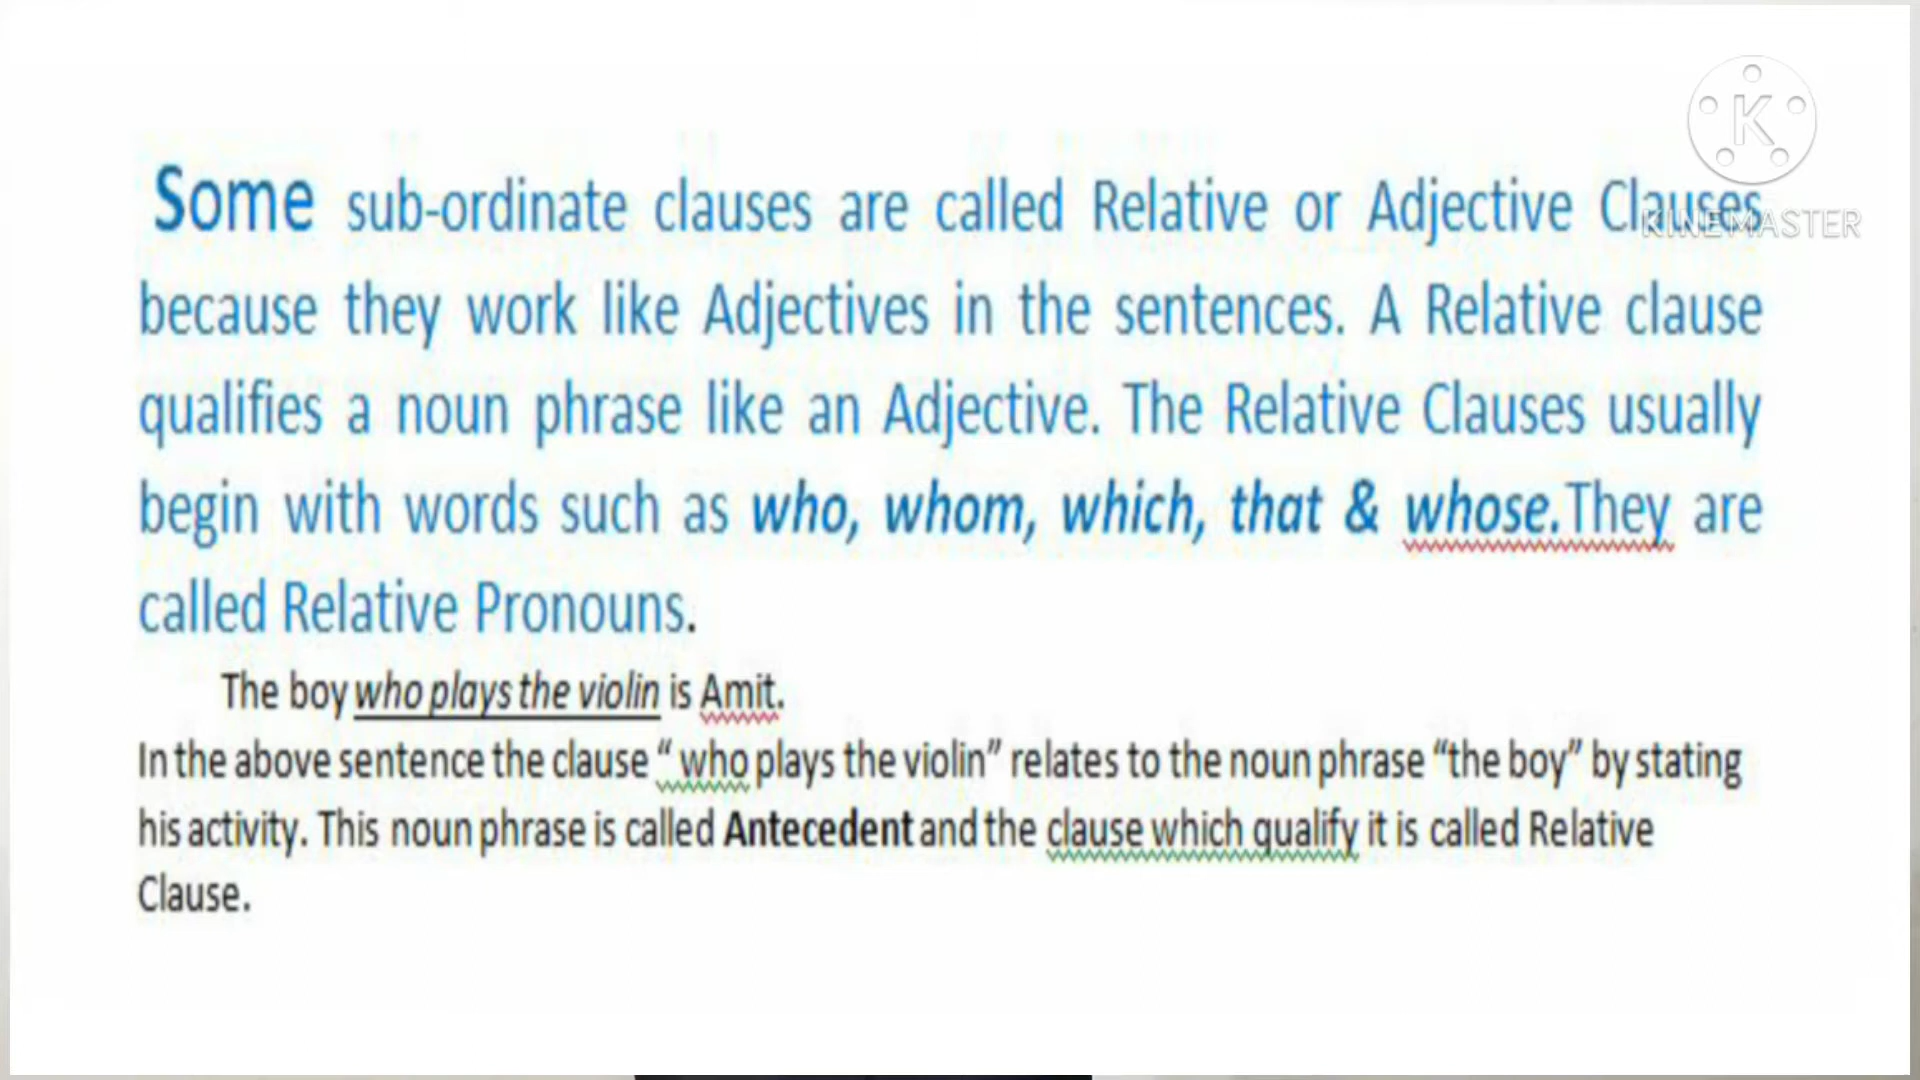 K
KINEMASTER
Some sub-ordinate clauses are called Relative or Adjective Clauses
because they work like Adjectives in the sentences. A Relative clause
qualifies a noun phrase like an Adjective. The Relative Clauses usually
begin with words such as who, whom, which, that & whose.They are
called Relative Pronouns.
The boy who plays the violin is Amit.
In the above sentence the clause “ who plays the violin” relates to the noun phrase “the boy” by stating
his activity. This noun phrase is called Antecedent and the clause which qualify it is called Relative
Clause.